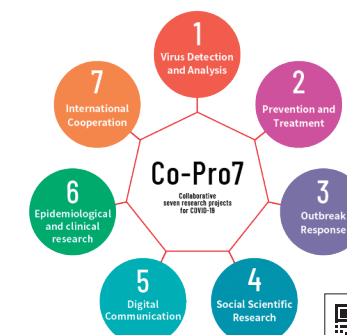 1
Virus Detection
and Analysis
2
Prevention and
Treatment
3
Outbreak
Response
4
Social Scientific
Research
5
Digital
Communication
6
Epidemiological
and clinical
research
7
International
Cooperation
Co-Pro7
Collaborative
seven research projects
for COVID-19